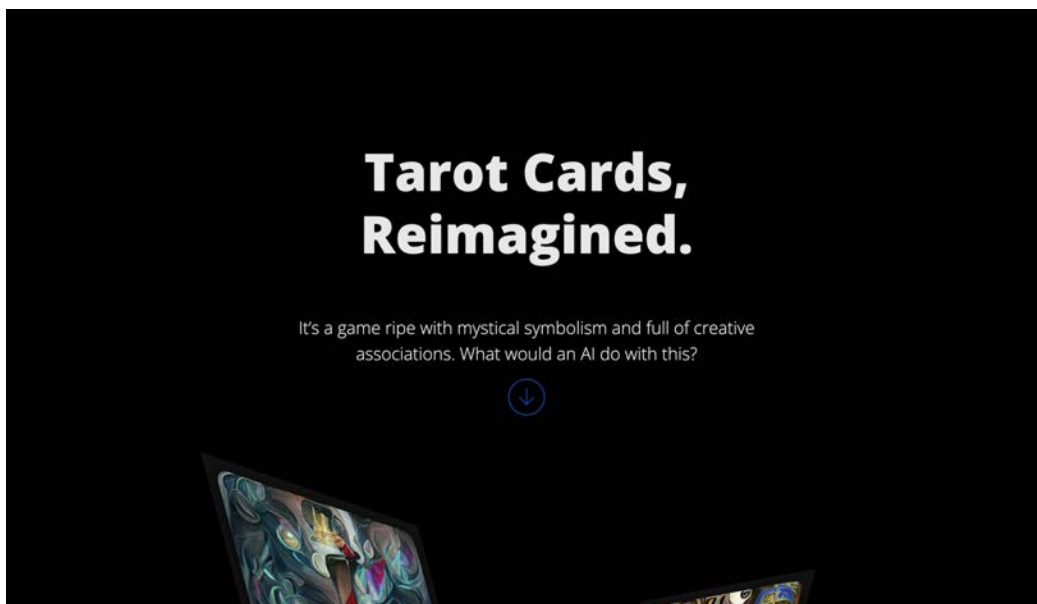 Tarot Cards,
Reimagined.
It's a game ripe with mystical symbolism and full of creative
associations. What would an AI do with this?